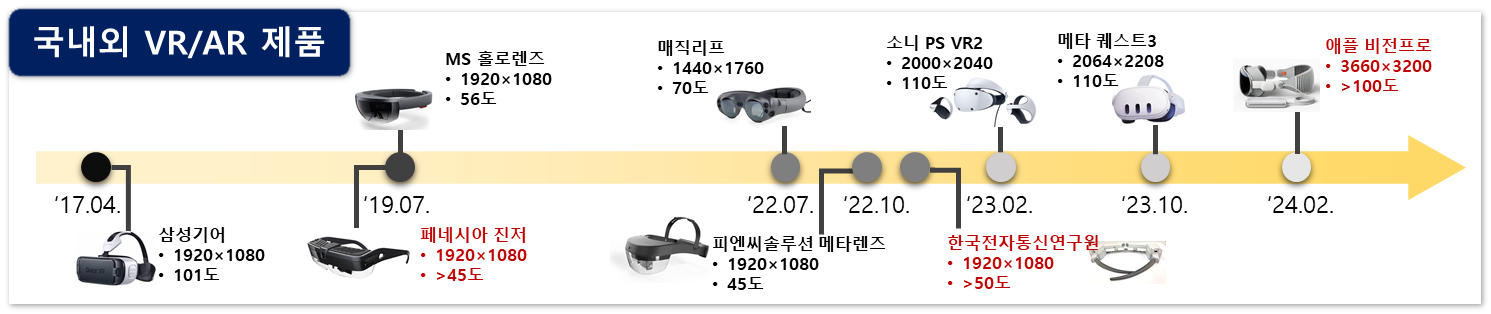 국내외 VR/AR 제품
MS 홀로렌즈
• 1920×1080
• 56도
매직리프
• 1440×1760
• 70도
소니 PS VR2
• 2000×2040
• 110도
메타 퀘스트3
• 2064×2208
• 110도
애플 비전프로
• 3660×3200
• >100도
‘17.04.
‘19.07.
‘22.07.
‘22.10.
‘23.02.
‘23.10.
‘24.02.
삼성기어
• 1920×1080
• 101도
페네시아 진저
• 1920×1080
• >45도
피엔씨솔루션 메타렌즈
• 1920×1080
• 45도
한국전자통신연구원
• 1920×1080
• >50도